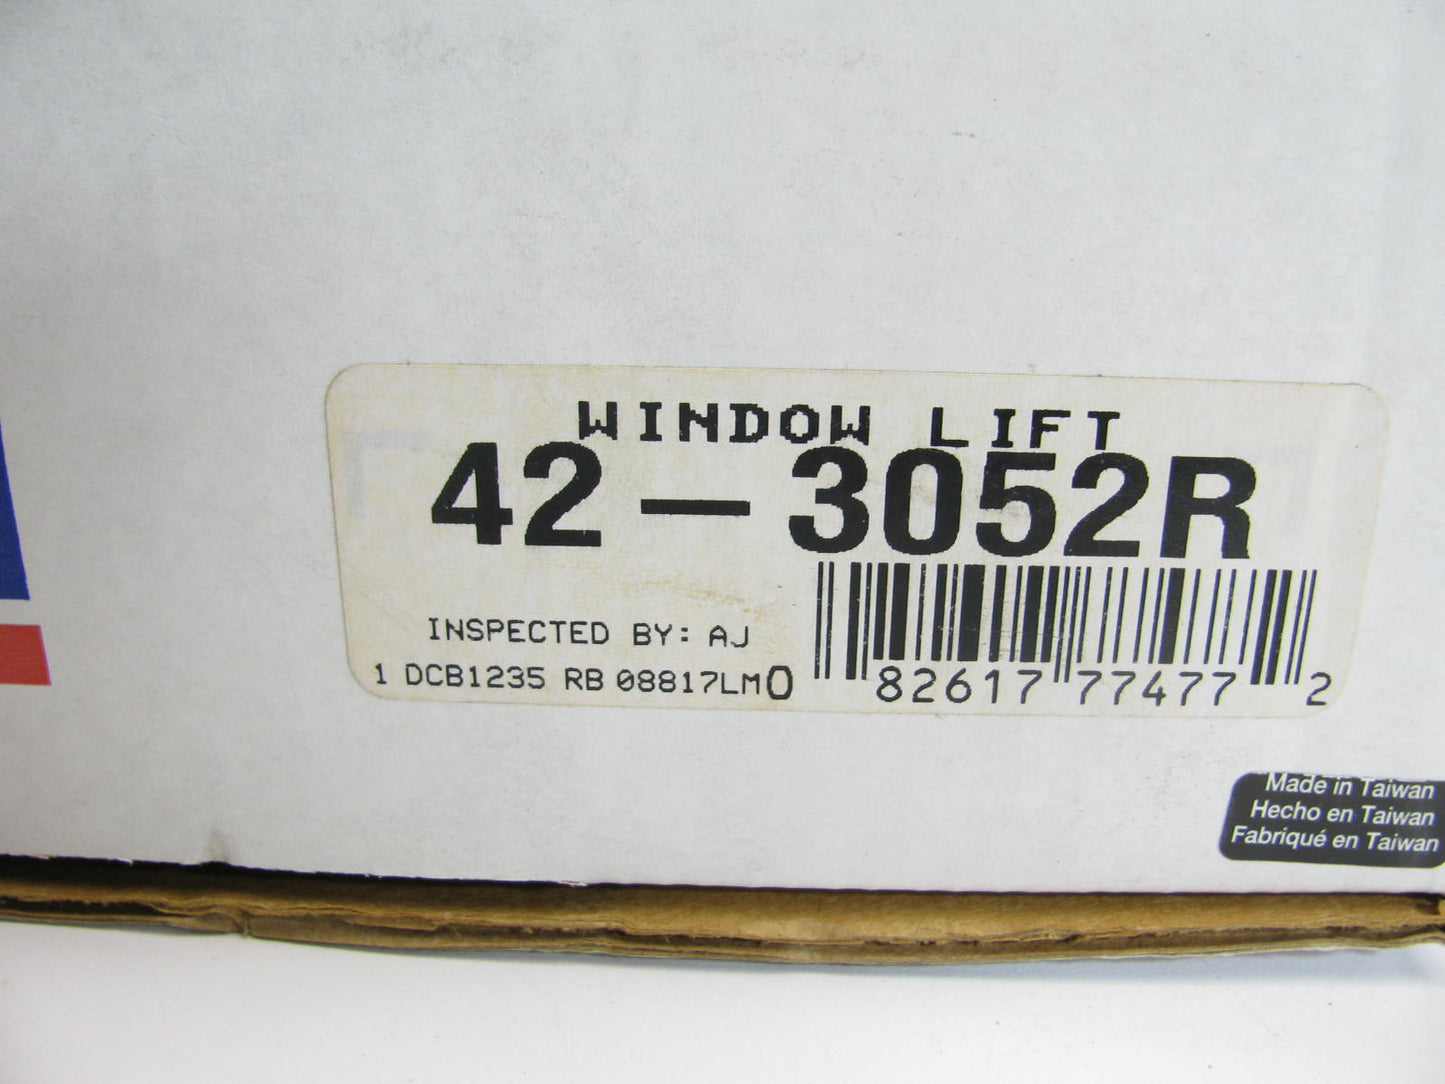 WINDOW LIFT
42-3052R
INSPECTED BY: AJ
1 DCB1235 RB 08817LM
0 82617 77477 2
Made in Taiwan
Hecho en Taiwan
Fabriqué en Taiwan